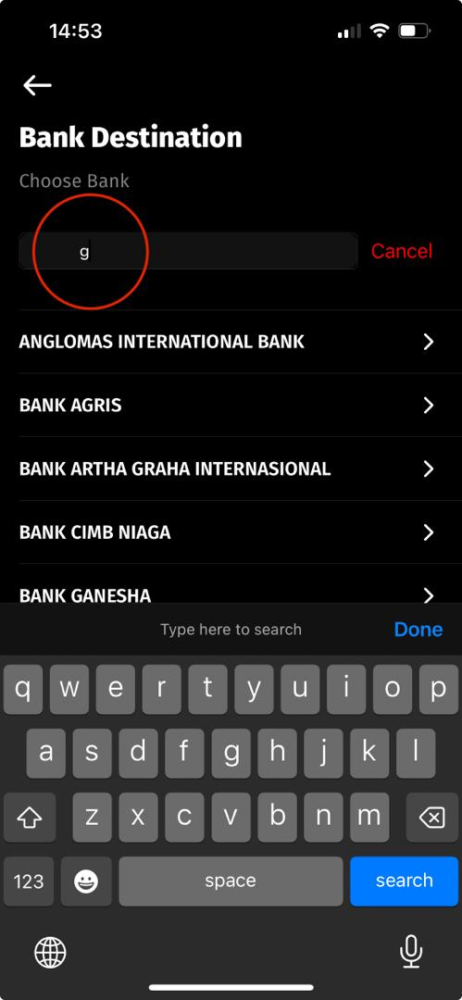 14:53
Bank Destination
Choose Bank
g
Cancel
ANGLOMAS INTERNATIONAL BANK
BANK AGRIS
BANK ARTHA GRAHA INTERNASIONAL
BANK CIMB NIAGA
BANK GANESHA
Type here to search
Done
q w e r t y u i o p
a s d f g h j k l
z x c v b n m
123 space search